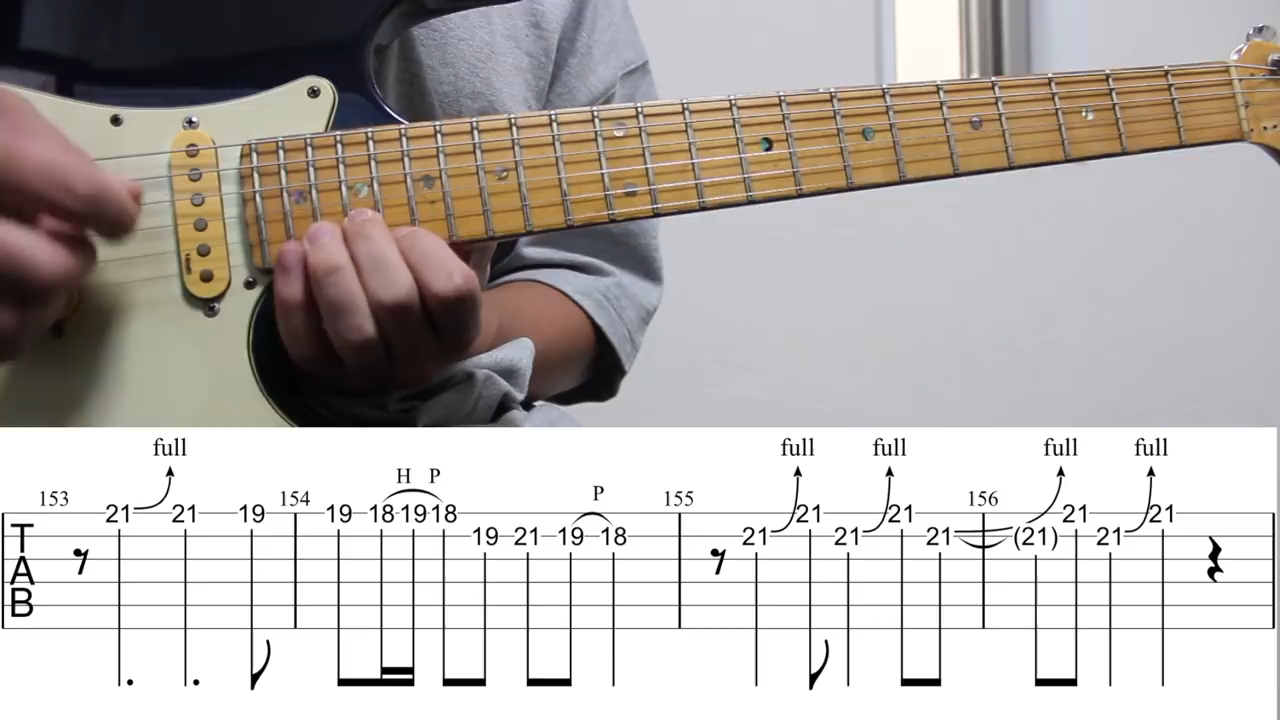 full full full full full
153 154 H P P 155 156
21 21 19 19 18 19 18 21 21 21
T 19 21 19 18 21 21 21 (21) 21
A
B